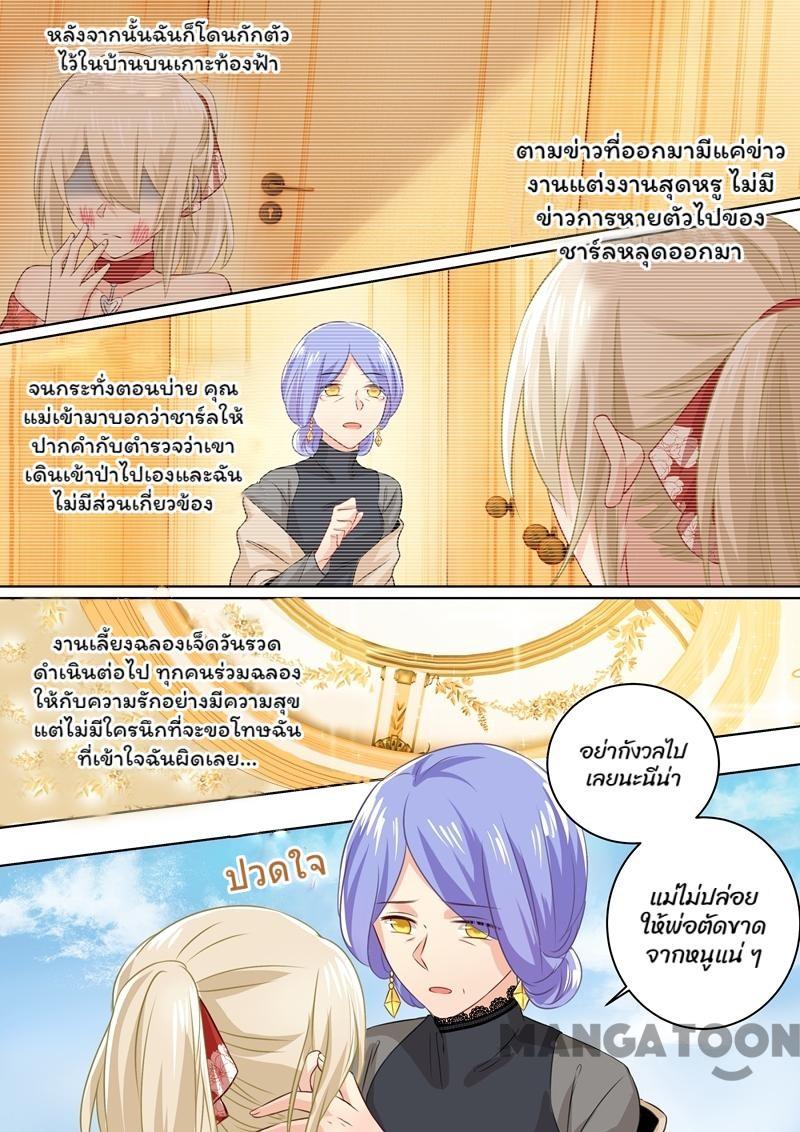 หลังจากนั้นฉันก็โดนกักตัว
ไว้ในบ้านบนเกาะท้องฟ้า
ตามข่าวที่ออกมามีแค่ข่าว
งานแต่งงานสุดหรู ไม่มี
ข่าวการหายตัวไปของ
ชาร์ลหลุดออกมา
จนกระทั่งตอนบ่าย คุณ
แม่เข้ามาบอกว่าชาร์ลให้
ปากคำกับตำรวจว่าเขา
เดินเข้าป่าไปเองและฉัน
ไม่มีส่วนเกี่ยวข้อง
งานเลี้ยงฉลองเจ็ดวันรวด
ดำเนินต่อไป ทุกคนร่วมฉลอง
ให้กับความรักอย่างมีความสุข
แต่ไม่มีใครนึกที่จะขอโทษฉัน
ที่เข้าใจฉันผิดเลย...
อย่ากังวลไป
เลยนะนีน่า
ปวดใจ
แม่ไม่ปล่อย
ให้พ่อตัดขาด
จากหนูแน่ ๆ
MANGATOON